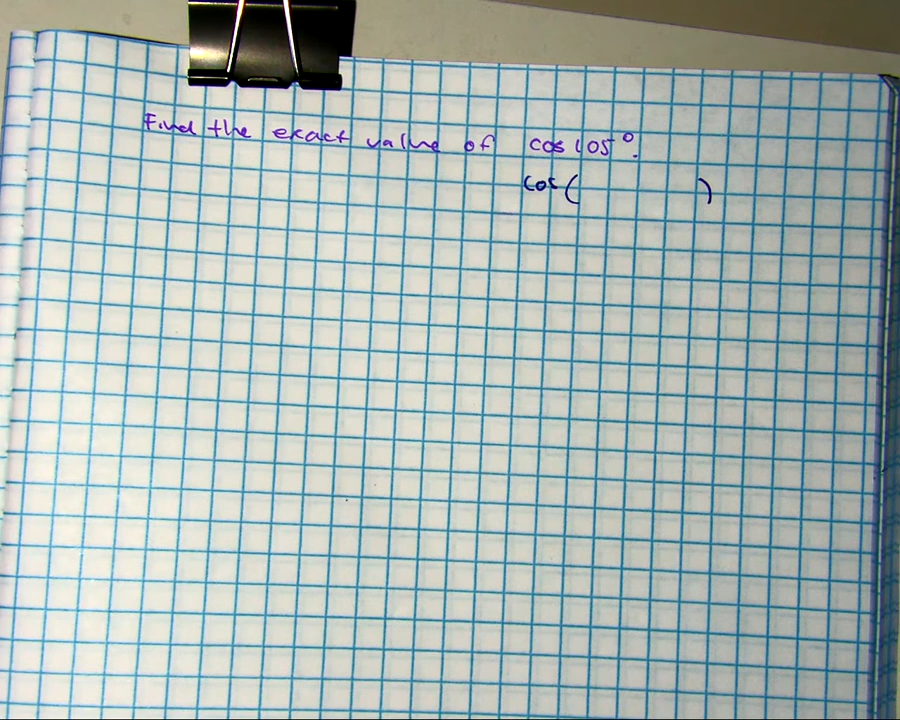 Find the exact value of cos 105°.
cos (          )